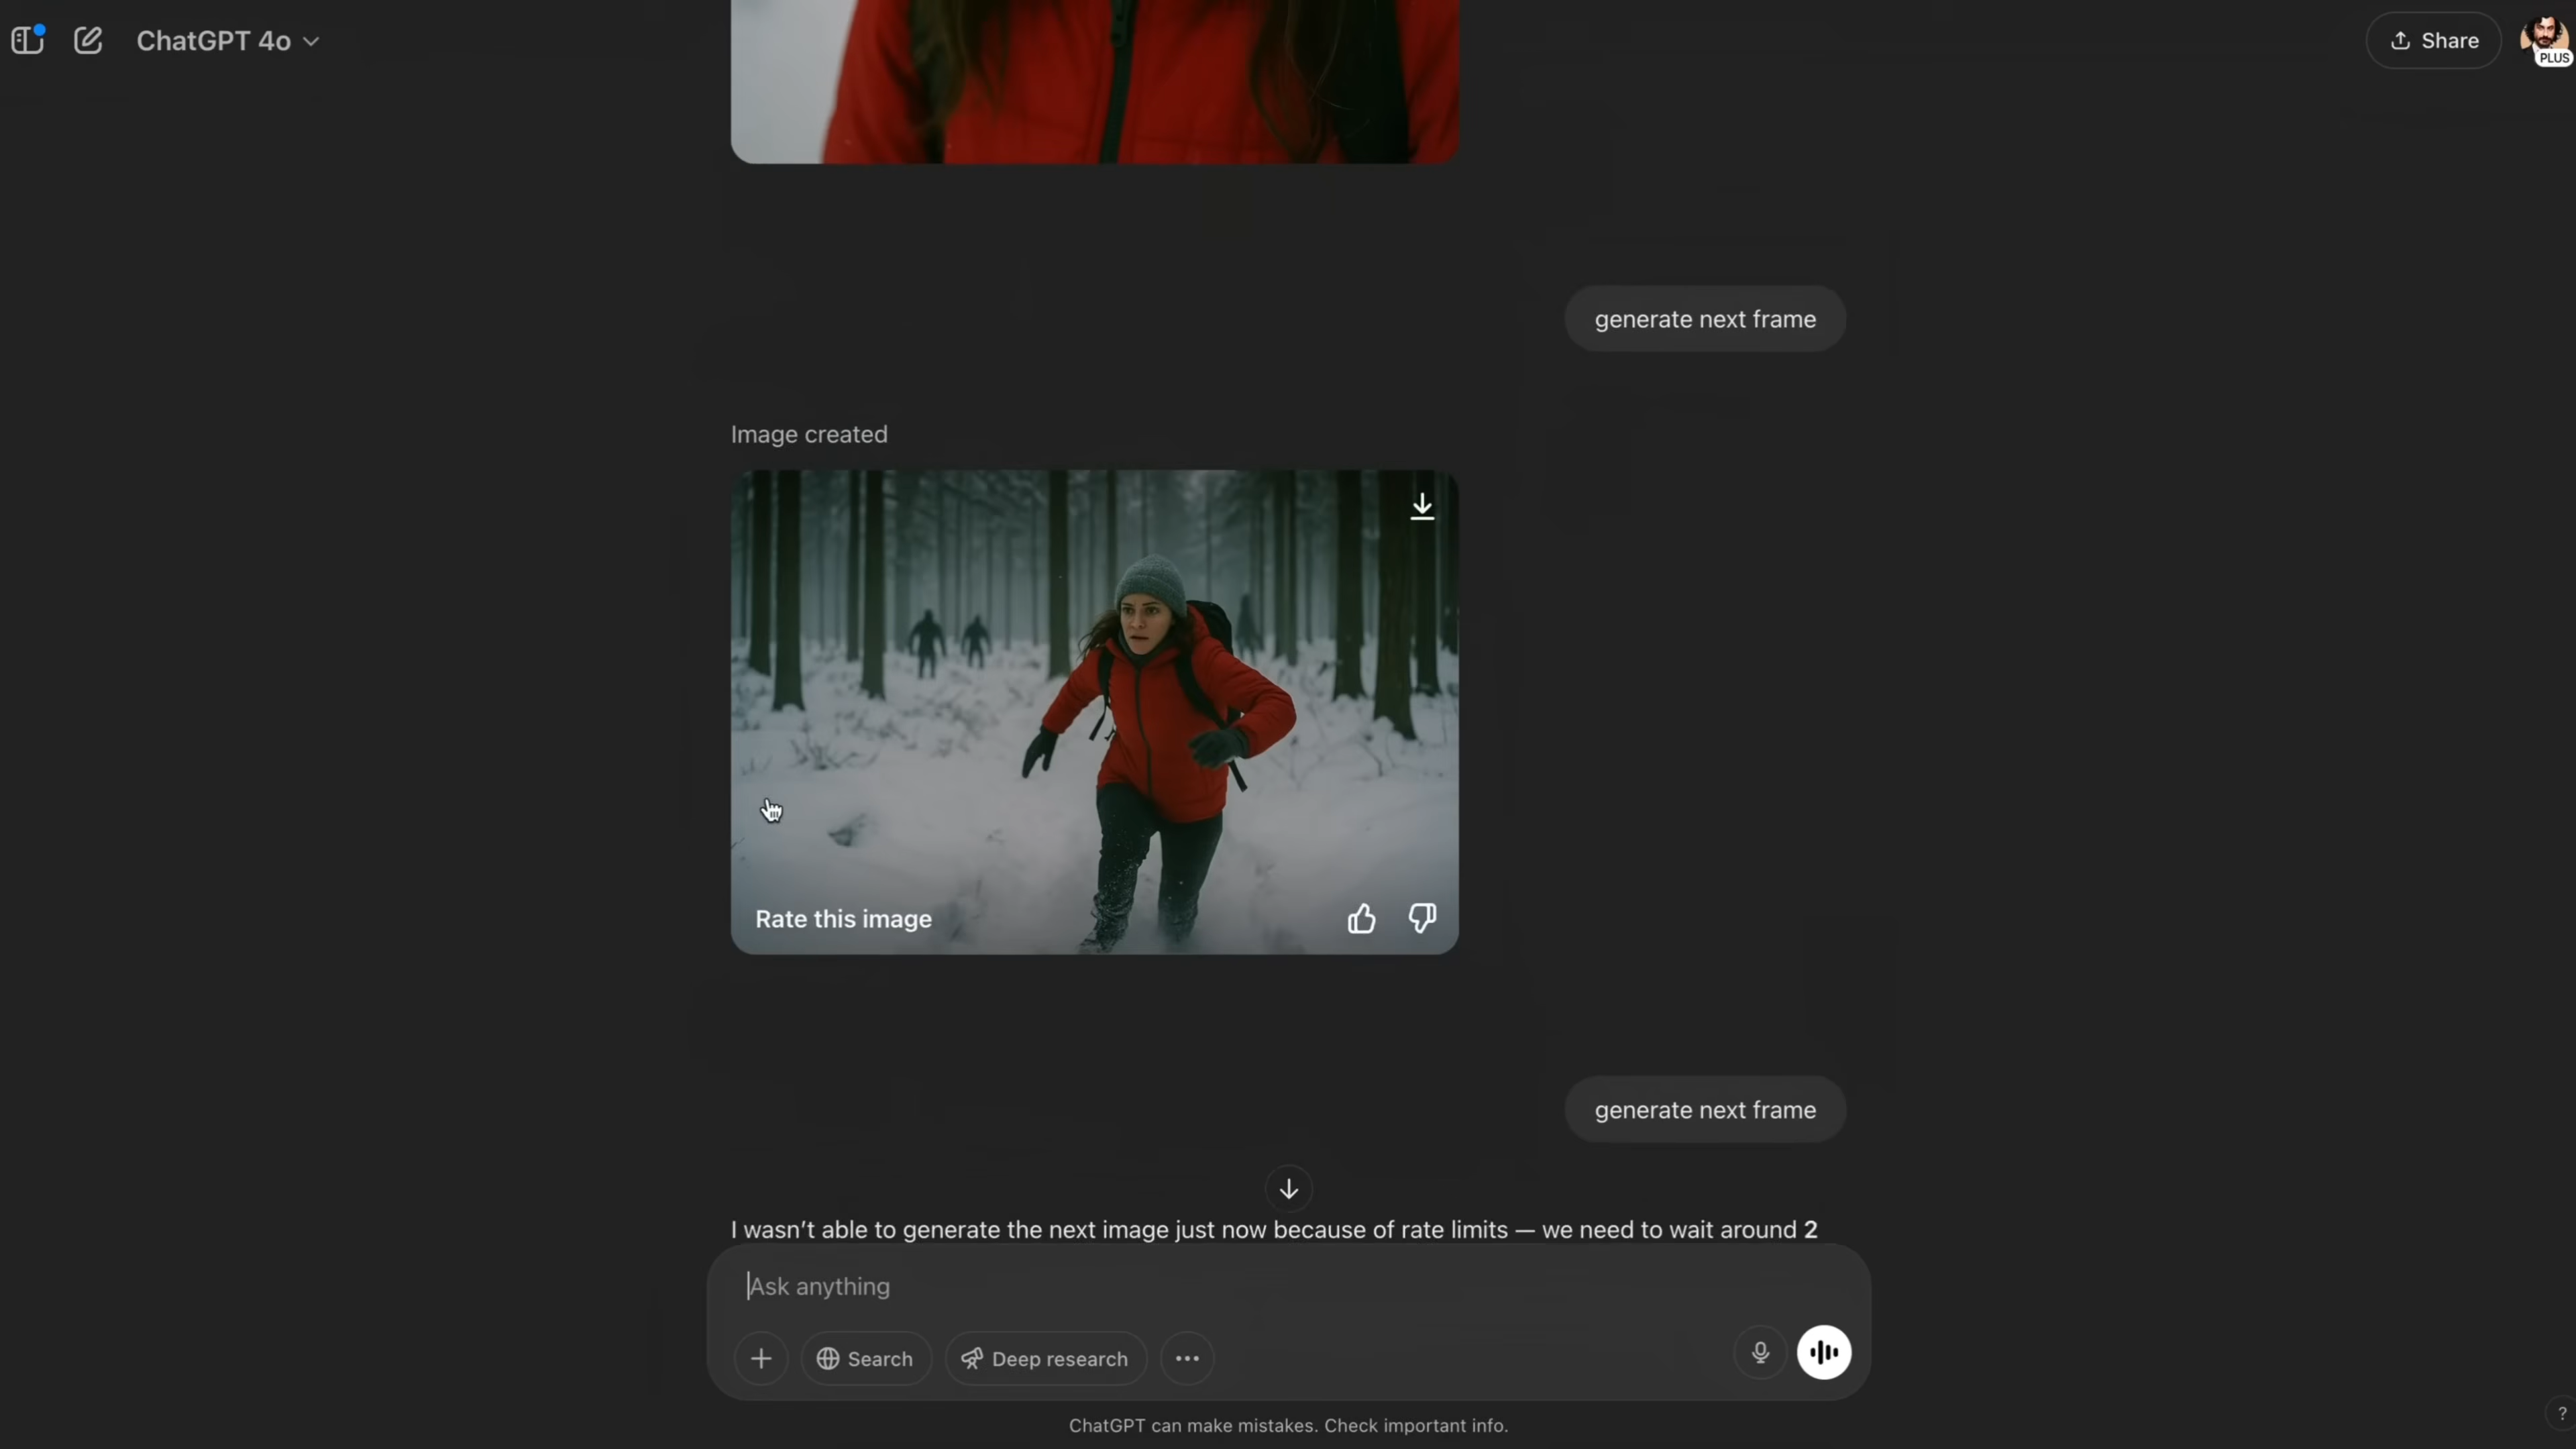 ChatGPT 4o
Share
PLUS
generate next frame
Image created
Rate this image
generate next frame
I wasn’t able to generate the next image just now because of rate limits — we need to wait around 2
Ask anything
Search
Deep research
ChatGPT can make mistakes. Check important info.
?